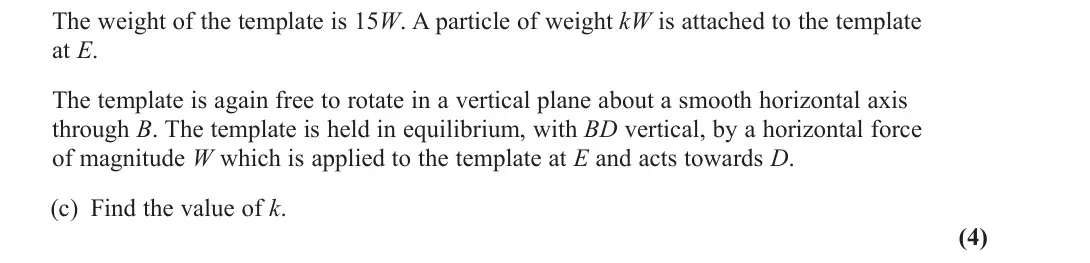 The weight of the template is 15W. A particle of weight kW is attached to the template
at E.
The template is again free to rotate in a vertical plane about a smooth horizontal axis
through B. The template is held in equilibrium, with BD vertical, by a horizontal force
of magnitude W which is applied to the template at E and acts towards D.
(c) Find the value of k.
(4)